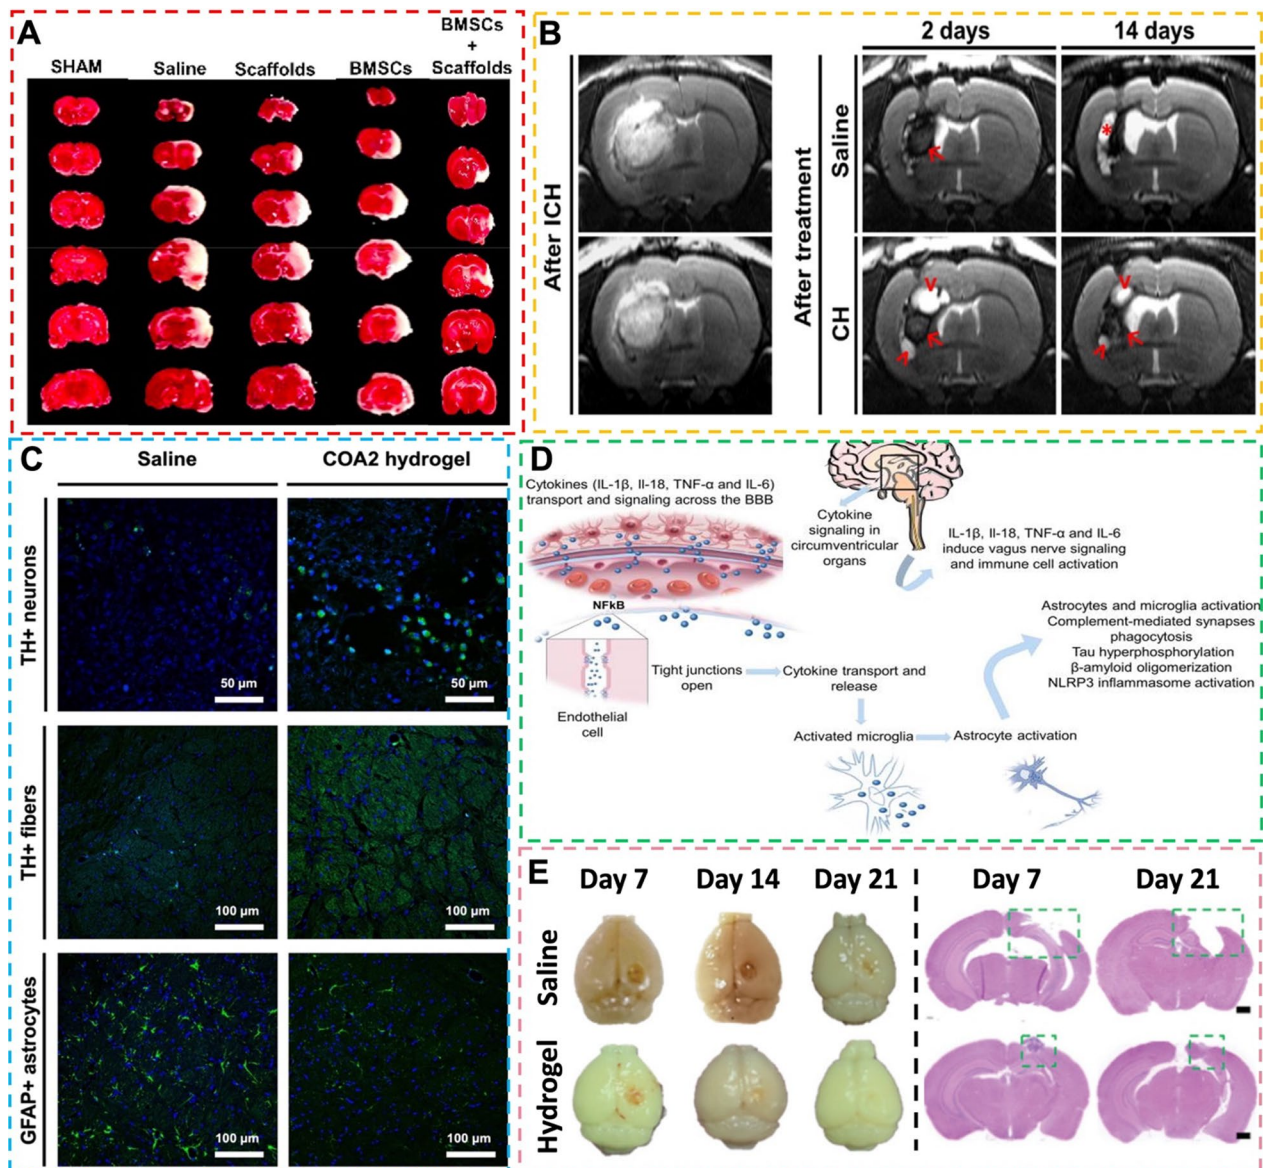 A
SHAM
Saline
Scaffolds
BMSCs
BMSCs
+
Scaffolds
B
After ICH
After treatment
2 days
14 days
Saline
CH
*
C
Saline
COA2 hydrogel
TH+ neurons
50 µm
50 µm
TH+ fibers
100 µm
100 µm
GFAP+ astrocytes
100 µm
100 µm
D
Cytokines (IL-1β, Il-18, TNF-α and IL-6)
transport and signaling across the BBB
Cytokine
signaling in
circumventricular
organs
IL-1β, Il-18, TNF-α and IL-6
induce vagus nerve signaling
and immune cell activation
NFkB
Endothelial
cell
Tight junctions
open
Cytokine transport and
release
Activated microglia
Astrocyte activation
Astrocytes and microglia activation
Complement-mediated synapses
phagocytosis
Tau hyperphosphorylation
β-amyloid oligomerization
NLRP3 inflammasome activation
E
Day 7
Day 14
Day 21
Day 7
Day 21
Saline
Hydrogel